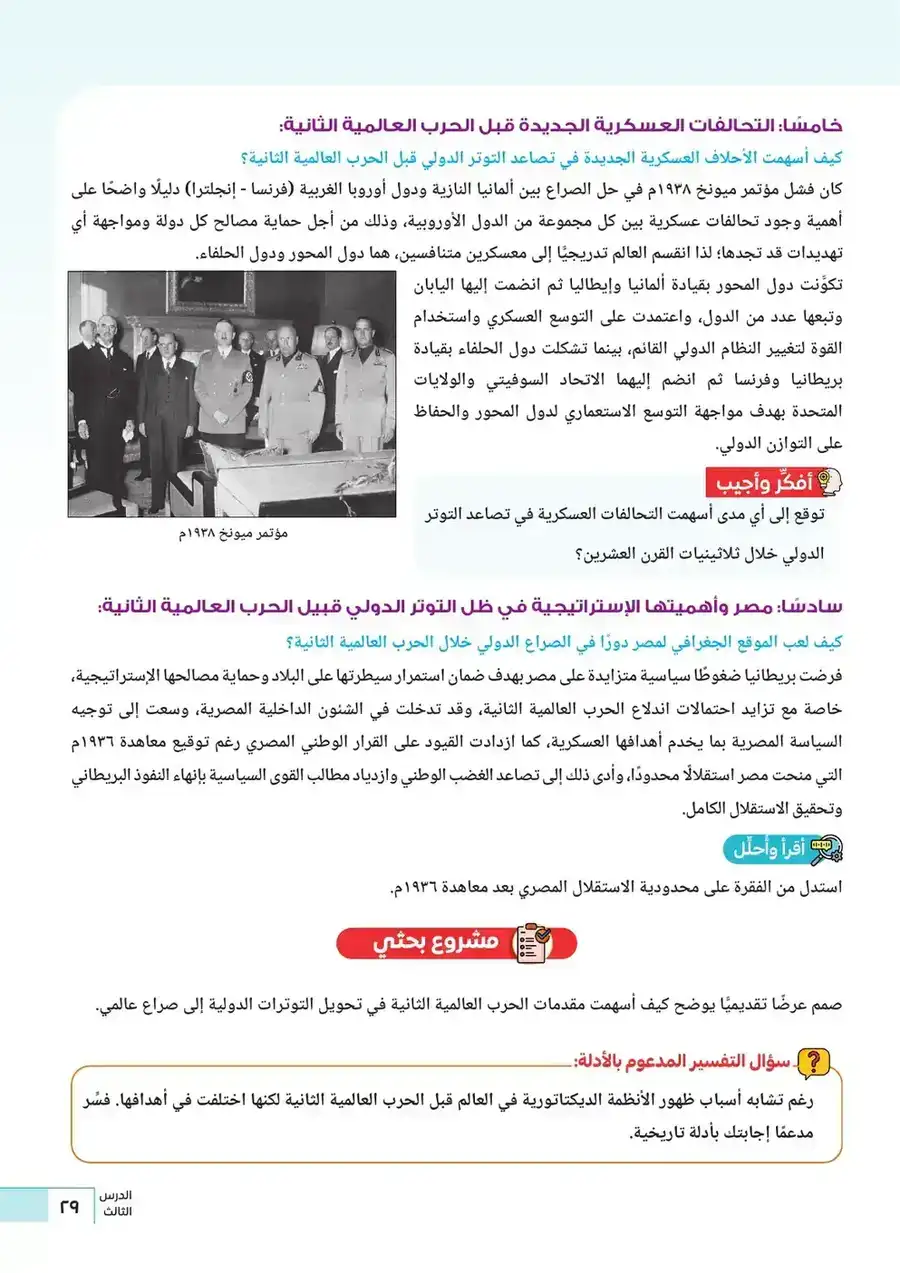 خامسًا: التحالفات العسكرية الجديدة قبل الحرب العالمية الثانية:
كيف أسهمت الأحلاف العسكرية الجديدة في تصاعد التوتر الدولي قبل الحرب العالمية الثانية؟
كان فشل مؤتمر ميونخ ١٩٣٨م في حل الصراع بين ألمانيا النازية ودول أوروبا الغربية (فرنسا - إنجلترا) دليلًا واضحًا على
أهمية وجود تحالفات عسكرية بين كل مجموعة من الدول الأوروبية، وذلك من أجل حماية مصالح كل دولة ومواجهة أي
تهديدات قد تجدها؛ لذا انقسم العالم تدريجيًّا إلى معسكرين متنافسين، هما دول المحور ودول الحلفاء.
تكوَّنت دول المحور بقيادة ألمانيا وإيطاليا ثم انضمت إليها اليابان
وتبعها عدد من الدول، واعتمدت على التوسع العسكري واستخدام
القوة لتغيير النظام الدولي القائم، بينما تشكلت دول الحلفاء بقيادة
بريطانيا وفرنسا ثم انضم إليهما الاتحاد السوفيتي والولايات
المتحدة بهدف مواجهة التوسع الاستعماري لدول المحور والحفاظ
على التوازن الدولي.
مؤتمر ميونخ ١٩٣٨م
أفكِّر وأجيب
توقع إلى أي مدى أسهمت التحالفات العسكرية في تصاعد التوتر
الدولي خلال ثلاثينيات القرن العشرين؟
سادسًا: مصر وأهميتها الإستراتيجية في ظل التوتر الدولي قبيل الحرب العالمية الثانية:
كيف لعب الموقع الجغرافي لمصر دورًا في الصراع الدولي خلال الحرب العالمية الثانية؟
فرضت بريطانيا ضغوطًا سياسية متزايدة على مصر بهدف ضمان استمرار سيطرتها على البلاد وحماية مصالحها الإستراتيجية،
خاصة مع تزايد احتمالات اندلاع الحرب العالمية الثانية، وقد تدخلت في الشئون الداخلية المصرية، وسعت إلى توجيه
السياسة المصرية بما يخدم أهدافها العسكرية، كما ازدادت القيود على القرار الوطني المصري رغم توقيع معاهدة ١٩٣٦م
التي منحت مصر استقلالًا محدودًا، وأدى ذلك إلى تصاعد الغضب الوطني وازدياد مطالب القوى السياسية بإنهاء النفوذ البريطاني
وتحقيق الاستقلال الكامل.
أقرأ وأحلِّل
استدل من الفقرة على محدودية الاستقلال المصري بعد معاهدة ١٩٣٦م.
مشروع بحثي
صمم عرضًا تقديميًّا يوضح كيف أسهمت مقدمات الحرب العالمية الثانية في تحويل التوترات الدولية إلى صراع عالمي.
سؤال التفسير المدعوم بالأدلة:
رغم تشابه أسباب ظهور الأنظمة الديكتاتورية في العالم قبل الحرب العالمية الثانية لكنها اختلفت في أهدافها. فسِّر
مدعمًا إجابتك بأدلة تاريخية.
الدرس
الثالث
٢٩